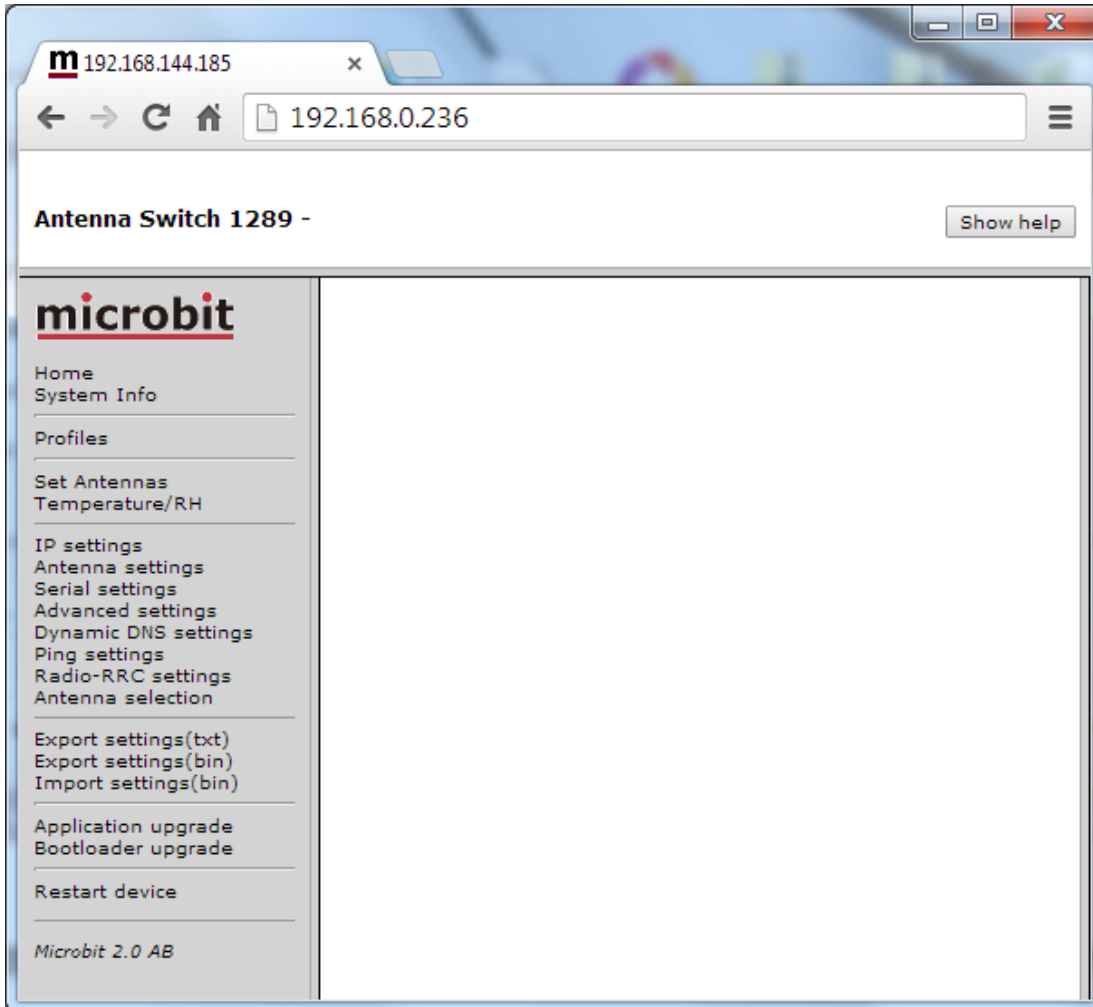 m 192.168.144.185
192.168.0.236
Antenna Switch 1289 -
Show help
microbit
Home
System Info
Profiles
Set Antennas
Temperature/RH
IP settings
Antenna settings
Serial settings
Advanced settings
Dynamic DNS settings
Ping settings
Radio-RRC settings
Antenna selection
Export settings(txt)
Export settings(bin)
Import settings(bin)
Application upgrade
Bootloader upgrade
Restart device
Microbit 2.0 AB